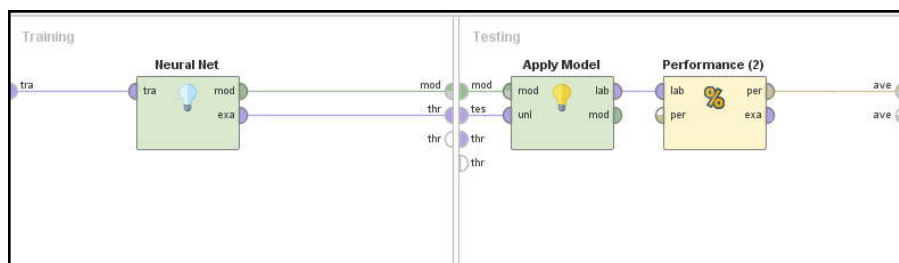 Training
Neural Net
tra
tra
mod
exa
mod
thr
thr
Testing
Apply Model
Performance (2)
mod
tes
thr
thr
mod
unl
lab
mod
lab
per
per
exa
ave
ave